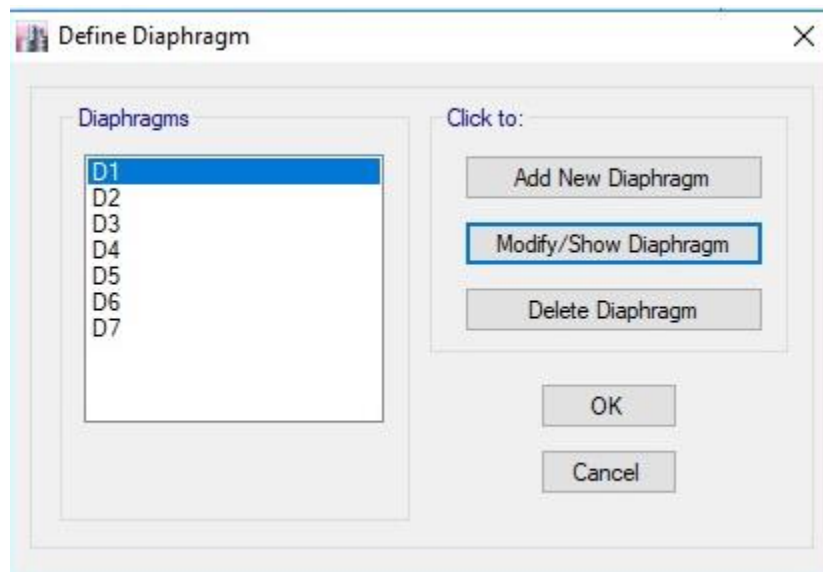 Define Diaphragm
Diaphragms
D1
D2
D3
D4
D5
D6
D7
Click to:
Add New Diaphragm
Modify/Show Diaphragm
Delete Diaphragm
OK
Cancel